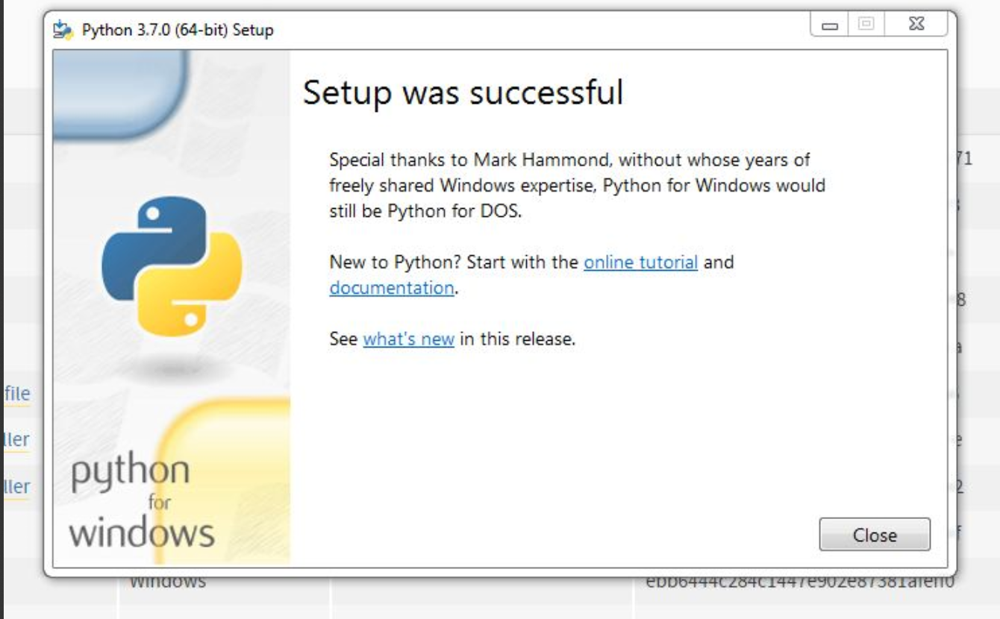 Python 3.7.0 (64-bit) Setup
Setup was successful
Special thanks to Mark Hammond, without whose years of
freely shared Windows expertise, Python for Windows would
still be Python for DOS.
New to Python? Start with the online tutorial and
documentation.
See what's new in this release.
python
for
windows
Close
71
8
file
ller
ller
2
Windows